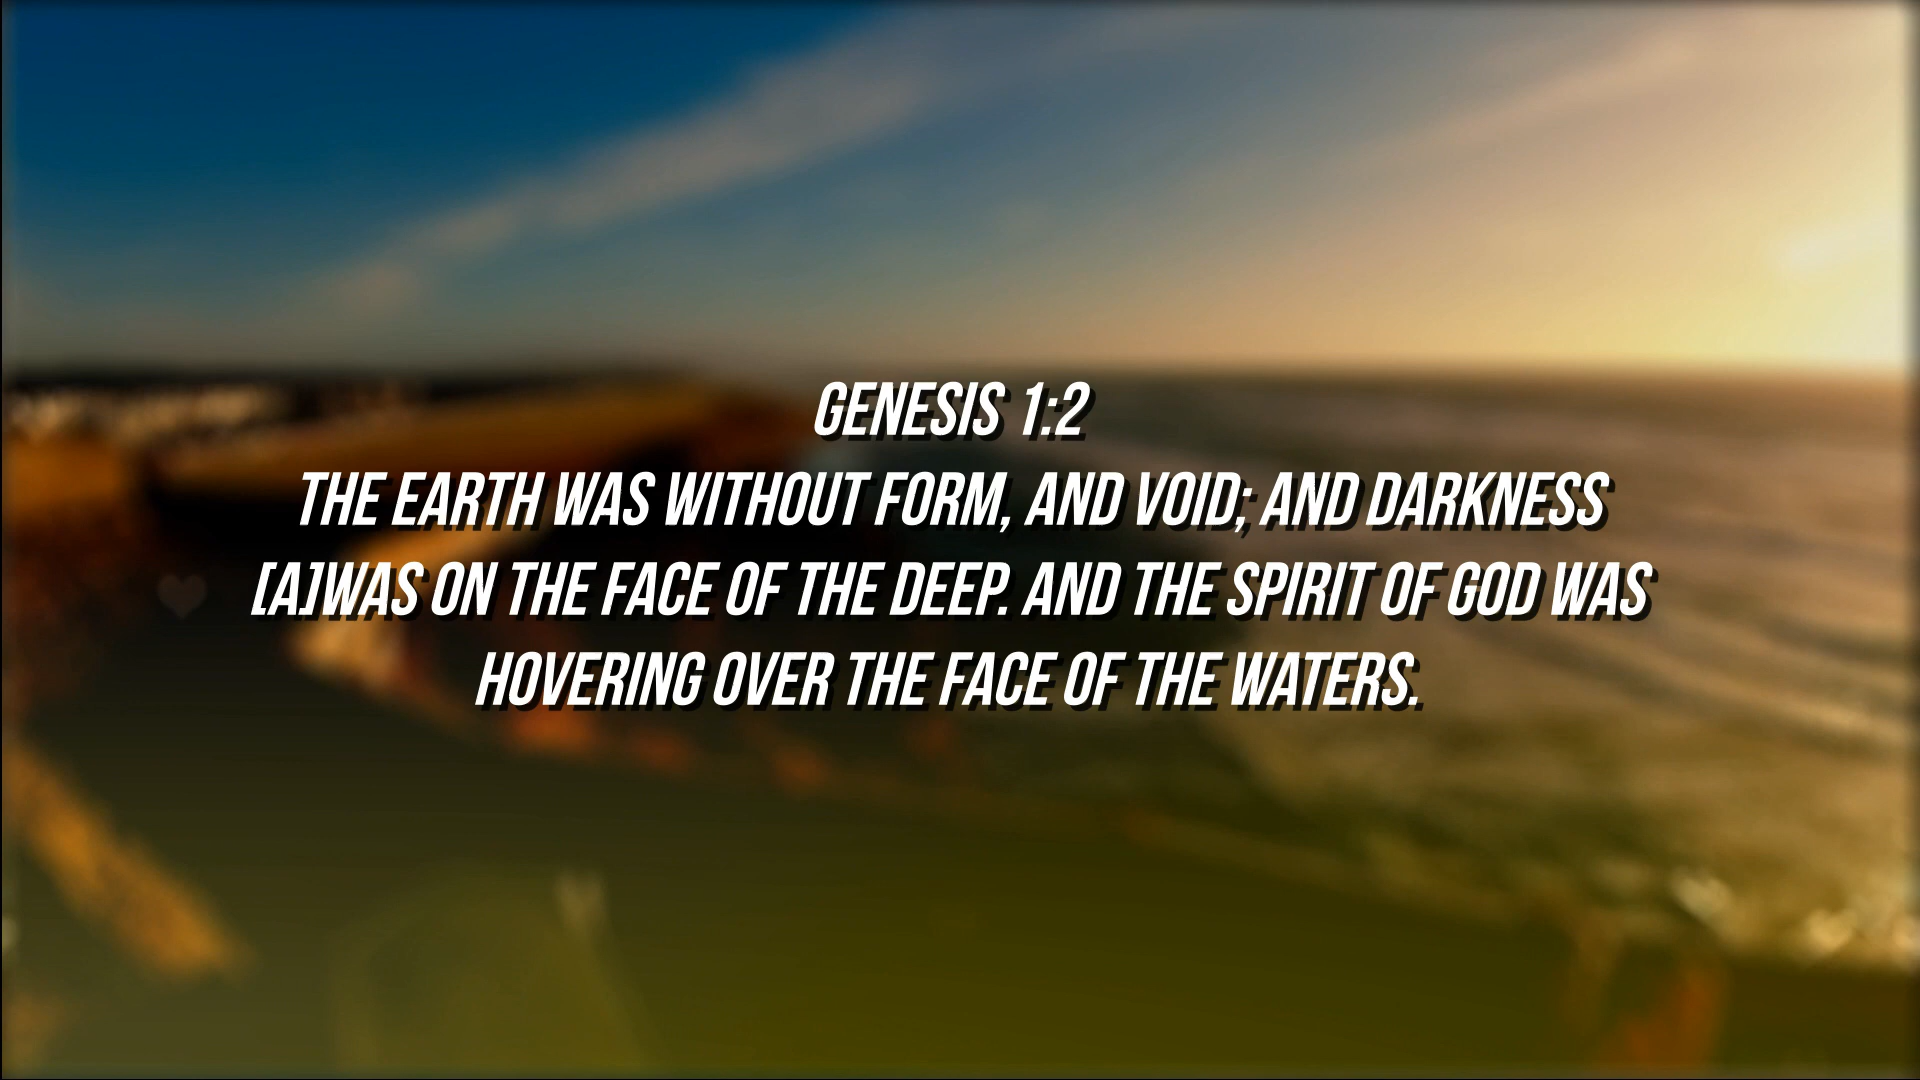 GENESIS 1:2
THE EARTH WAS WITHOUT FORM, AND VOID; AND DARKNESS
[A]WAS ON THE FACE OF THE DEEP. AND THE SPIRIT OF GOD WAS
HOVERING OVER THE FACE OF THE WATERS.